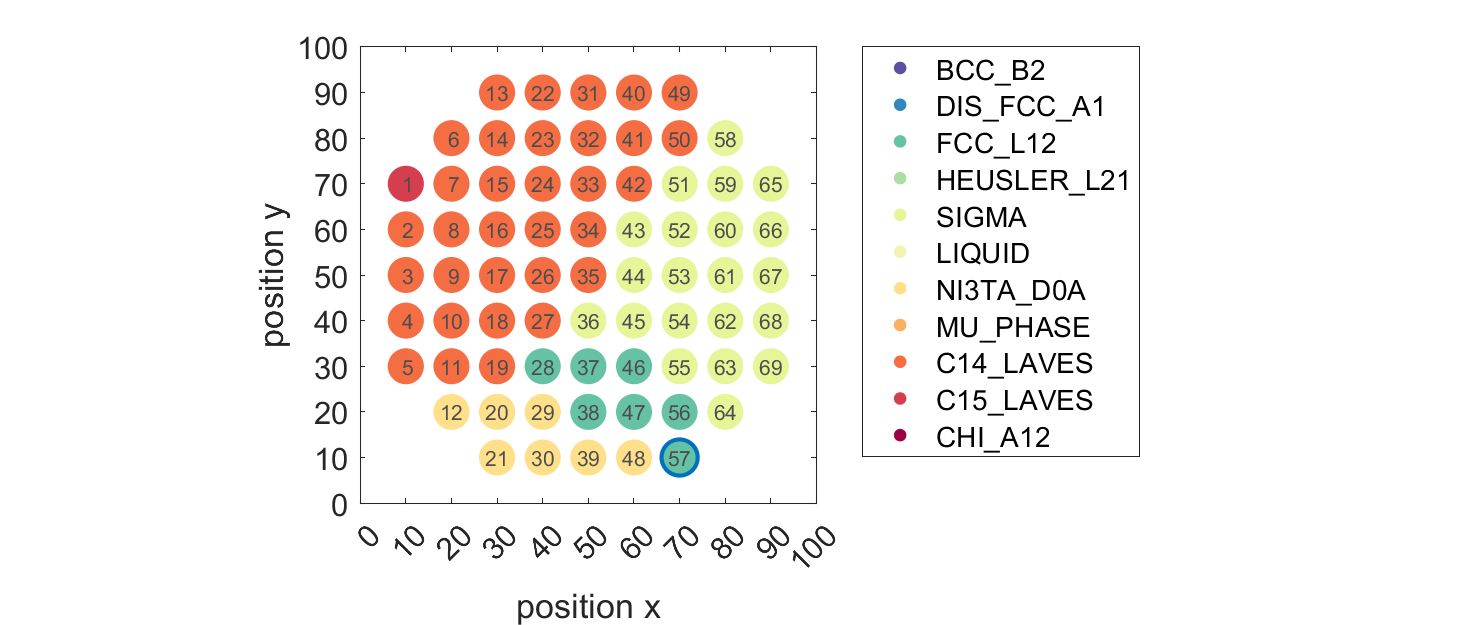 100
90
80
70
60
50
40
30
20
10
0
position y
13 22 31 40 49
6 14 23 32 41 50 58
1 7 15 24 33 42 51 59 65
2 8 16 25 34 43 52 60 66
3 9 17 26 35 44 53 61 67
4 10 18 27 36 45 54 62 68
5 11 19 28 37 46 55 63 69
12 20 29 38 47 56 64
21 30 39 48 57
0 10 20 30 40 50 60 70 80 90 100
position x
BCC_B2
DIS_FCC_A1
FCC_L12
HEUSLER_L21
SIGMA
LIQUID
NI3TA_D0A
MU_PHASE
C14_LAVES
C15_LAVES
CHI_A12